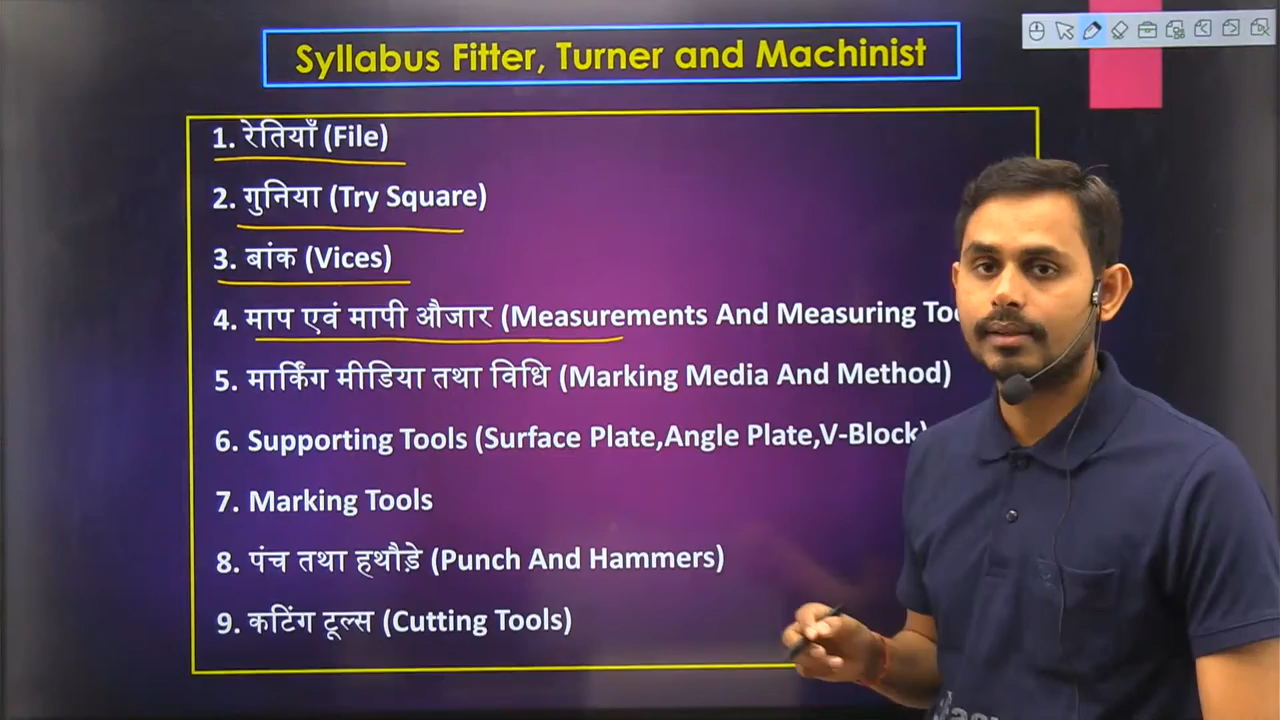 Syllabus Fitter, Turner and Machinist
1. रेतियाँ (File)
2. गुनिया (Try Square)
3. बांक (Vices)
4. माप एवं मापी औजार (Measurements And Measuring
5. मार्किंग मीडिया तथा विधि (Marking Media And Method)
6. Supporting Tools (Surface Plate,Angle Plate,V-Block)
7. Marking Tools
8. पंच तथा हथौड़े (Punch And Hammers)
9. कटिंग टूल्स (Cutting Tools)